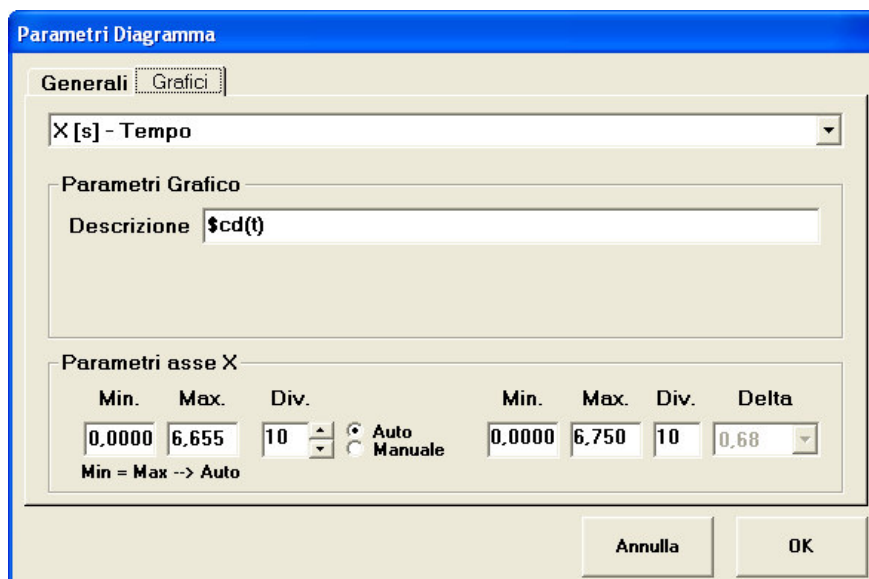 Parametri Diagramma
Generali Grafici
X [s] - Tempo
Parametri Grafico
Descrizione $cd(t)
Parametri asse X
Min. Max. Div. Min. Max. Div. Delta
0,0000 6,655 10 Auto 0,0000 6,750 10 0,68
Manuale
Min = Max --> Auto
Annulla OK